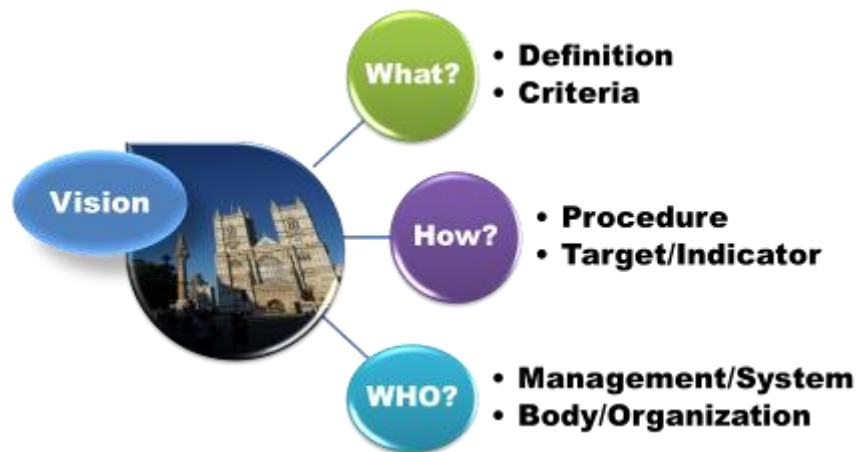 Vision
What?
• Definition
• Criteria
How?
• Procedure
• Target/Indicator
WHO?
• Management/System
• Body/Organization